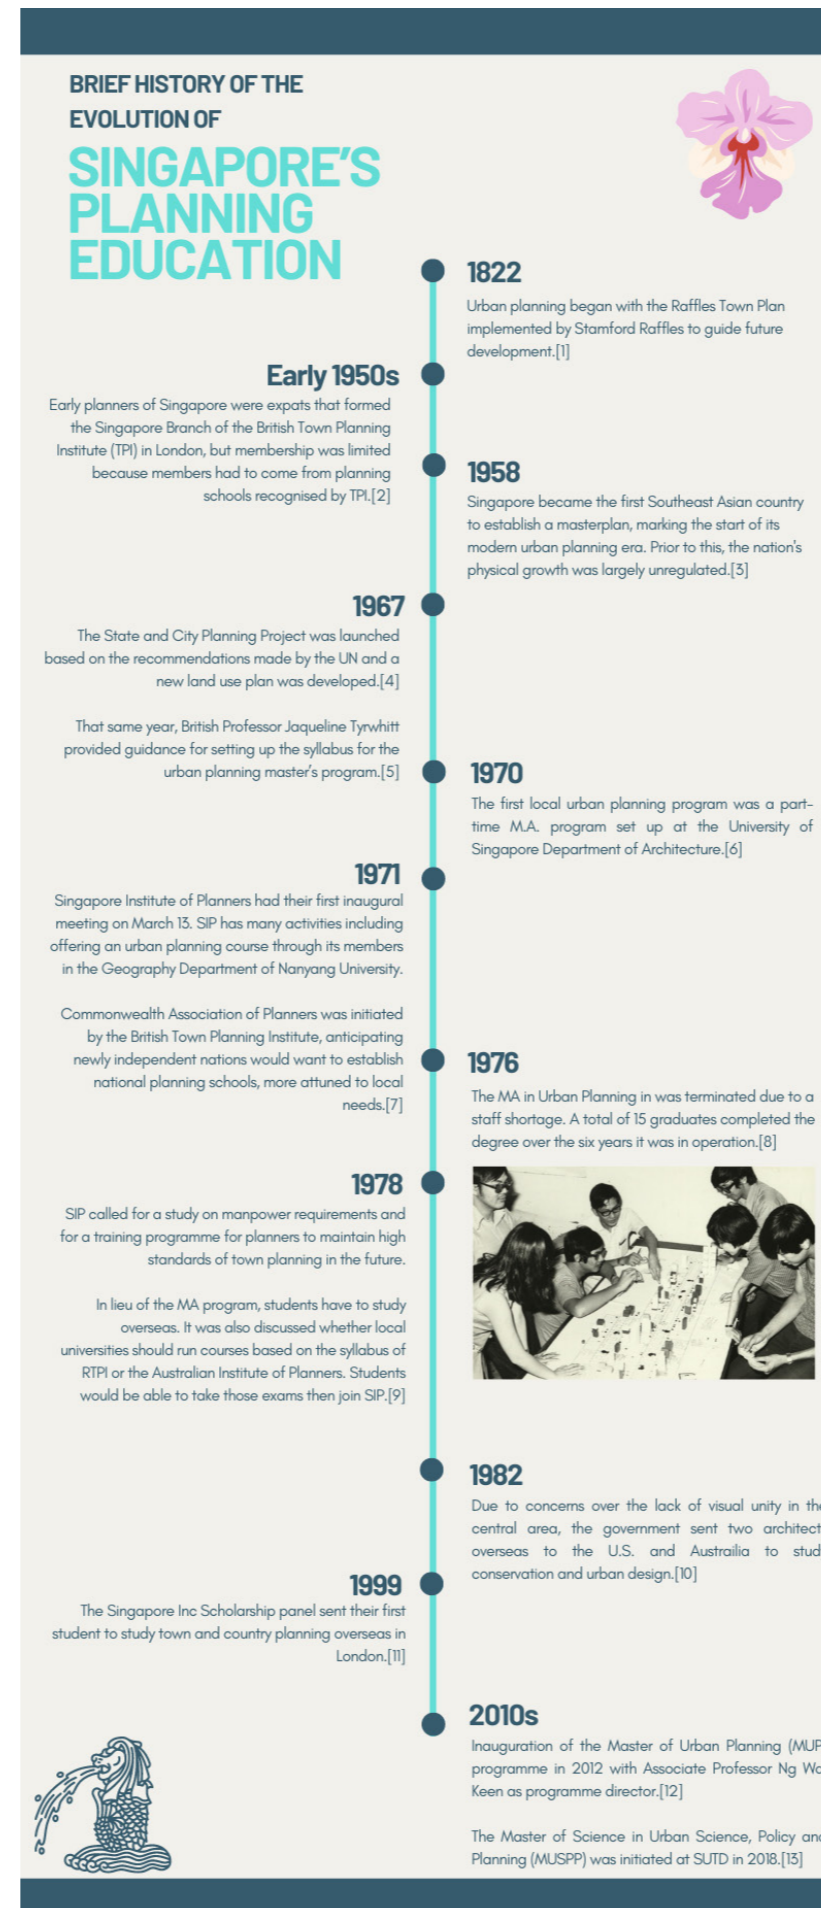 BRIEF HISTORY OF THE
EVOLUTION OF
SINGAPORE'S
PLANNING
EDUCATION
1822
Urban planning began with the Raffles Town Plan
implemented by Stamford Raffles to guide future
development.[1]
Early 1950s
Early planners of Singapore were expats that formed
the Singapore Branch of the British Town Planning
Institute (TPI) in London, but membership was limited
because members had to come from planning
schools recognised by TPI.[2]
1958
Singapore became the first Southeast Asian country
to establish a masterplan, marking the start of its
modern urban planning era. Prior to this, the nation's
physical growth was largely unregulated.[3]
1967
The State and City Planning Project was launched
based on the recommendations made by the UN and a
new land use plan was developed.[4]
That same year, British Professor Jaqueline Tyrwhitt
provided guidance for setting up the syllabus for the
urban planning master's program.[5]
1970
The first local urban planning program was a part-
time M.A. program set up at the University of
Singapore Department of Architecture.[6]
1971
Singapore Institute of Planners had their first inaugural
meeting on March 13. SIP has many activities including
offering an urban planning course through its members
in the Geography Department of Nanyang University.
Commonwealth Association of Planners was initiated
by the British Town Planning Institute, anticipating
newly independent nations would want to establish
national planning schools, more attuned to local
needs.[7]
1976
The MA in Urban Planning in was terminated due to a
staff shortage. A total of 15 graduates completed the
degree over the six years it was in operation.[8]
1978
SIP called for a study on manpower requirements and
for a training programme for planners to maintain high
standards of town planning in the future.
In lieu of the MA program, students have to study
overseas. It was also discussed whether local
universities should run courses based on the syllabus of
RTPI or the Australian Institute of Planners. Students
would be able to take those exams then join SIP.[9]
1982
Due to concerns over the lack of visual unity in the
central area, the government sent two architect
overseas to the U.S. and Austrailia to stud
conservation and urban design.[10]
1999
The Singapore Inc Scholarship panel sent their first
student to study town and country planning overseas in
London.[11]
2010s
Inauguration of the Master of Urban Planning (MUP
programme in 2012 with Associate Professor Ng Wa
Keen as programme director.[12]
The Master of Science in Urban Science, Policy and
Planning (MUSPP) was initiated at SUTD in 2018.[13]